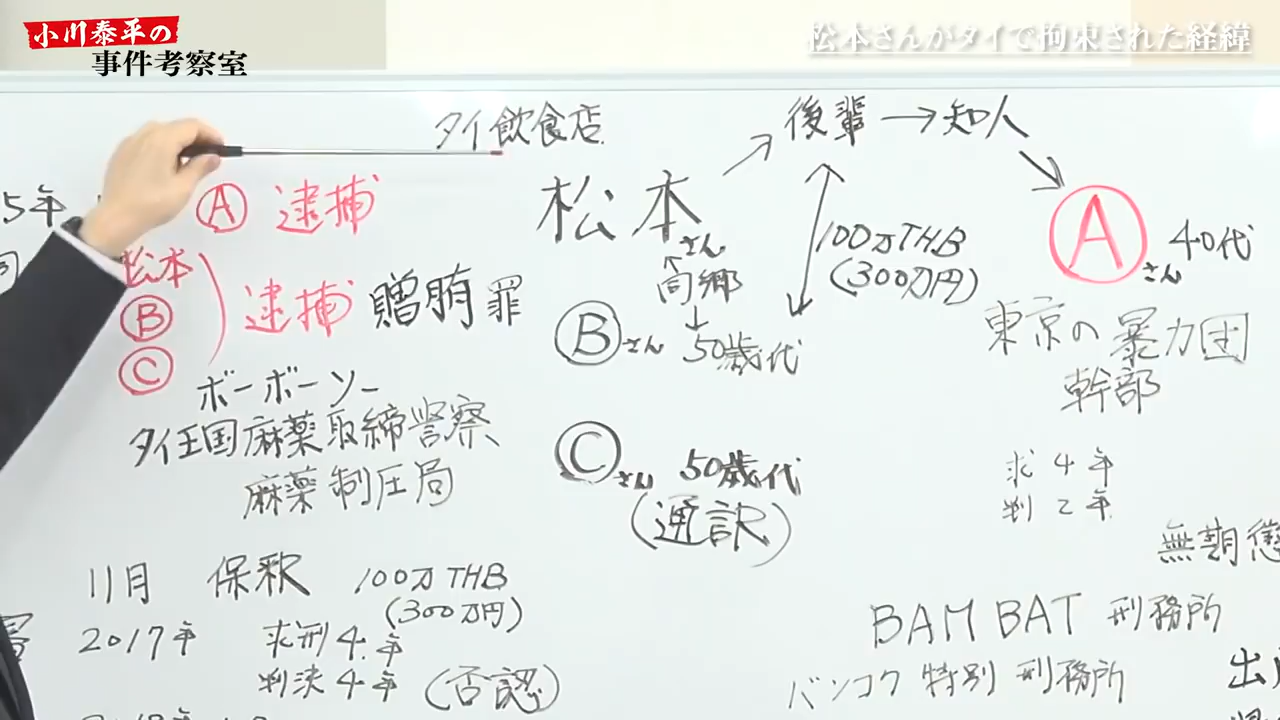 小川泰平の
事件考察室
松本さんがタイで拘束された経緯
タイ飲食店
後輩→知人
5年
A 逮捕
松本
B
C
逮捕 贈賄罪
ボーボーソー
タイ王国麻薬取締警察
麻薬制圧局
松本さん
↑
同郷
↓
Bさん 50歳代
Cさん 50歳代
(通訳)
100万THB
(300万円)
Aさん 40代
東京の暴力団
幹部
求4年
判2年
無期懲
11月 保釈 100万THB
(300万円)
2017年 求刑4年
判決4年 (否認)
BAM BAT 刑務所
バンコク特別刑務所